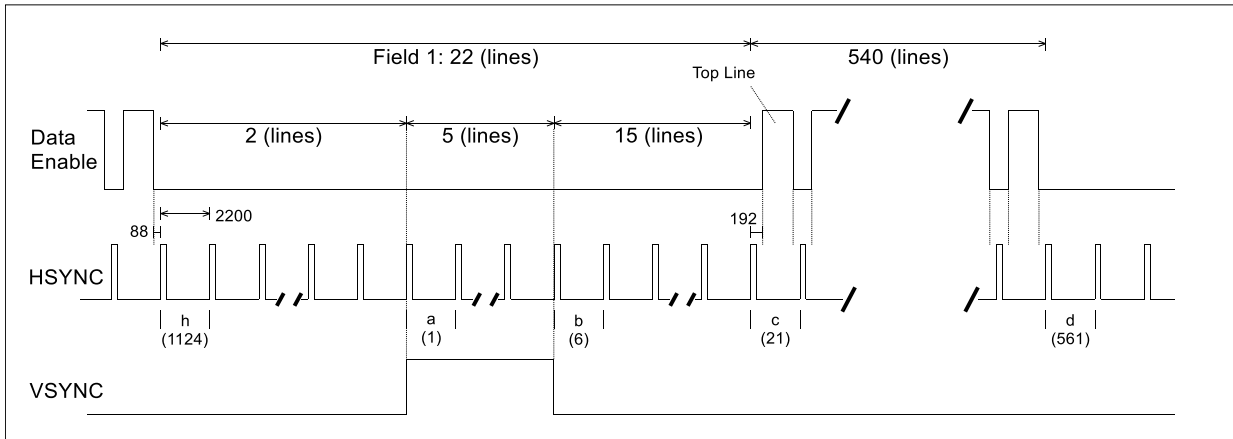 Field 1: 22 (lines)
540 (lines)
Top Line
Data
Enable
2 (lines)
5 (lines)
15 (lines)
88
2200
192
HSYNC
h
(1124)
a
(1)
b
(6)
c
(21)
d
(561)
VSYNC